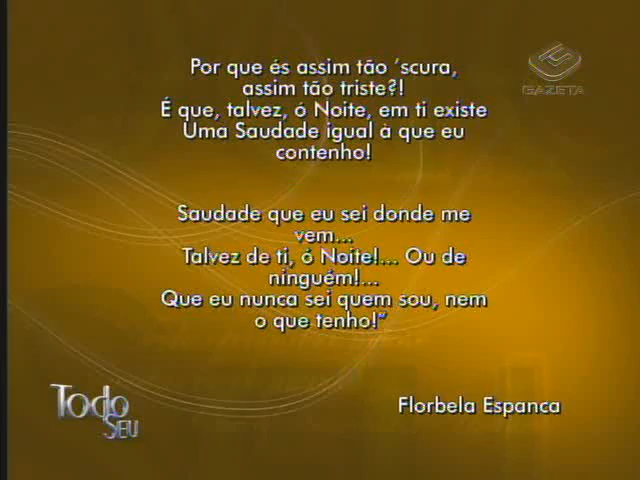 GAZETA
Por que és assim tão ‘scura,
assim tão triste?!
É que, talvez, ó Noite, em ti existe
Uma Saudade igual à que eu
contenho!
Saudade que eu sei donde me
vem...
Talvez de ti, ó Noite!... Ou de
ninguém!...
Que eu nunca sei quem sou, nem
o que tenho!”
Florbela Espanca
Todo
SEU